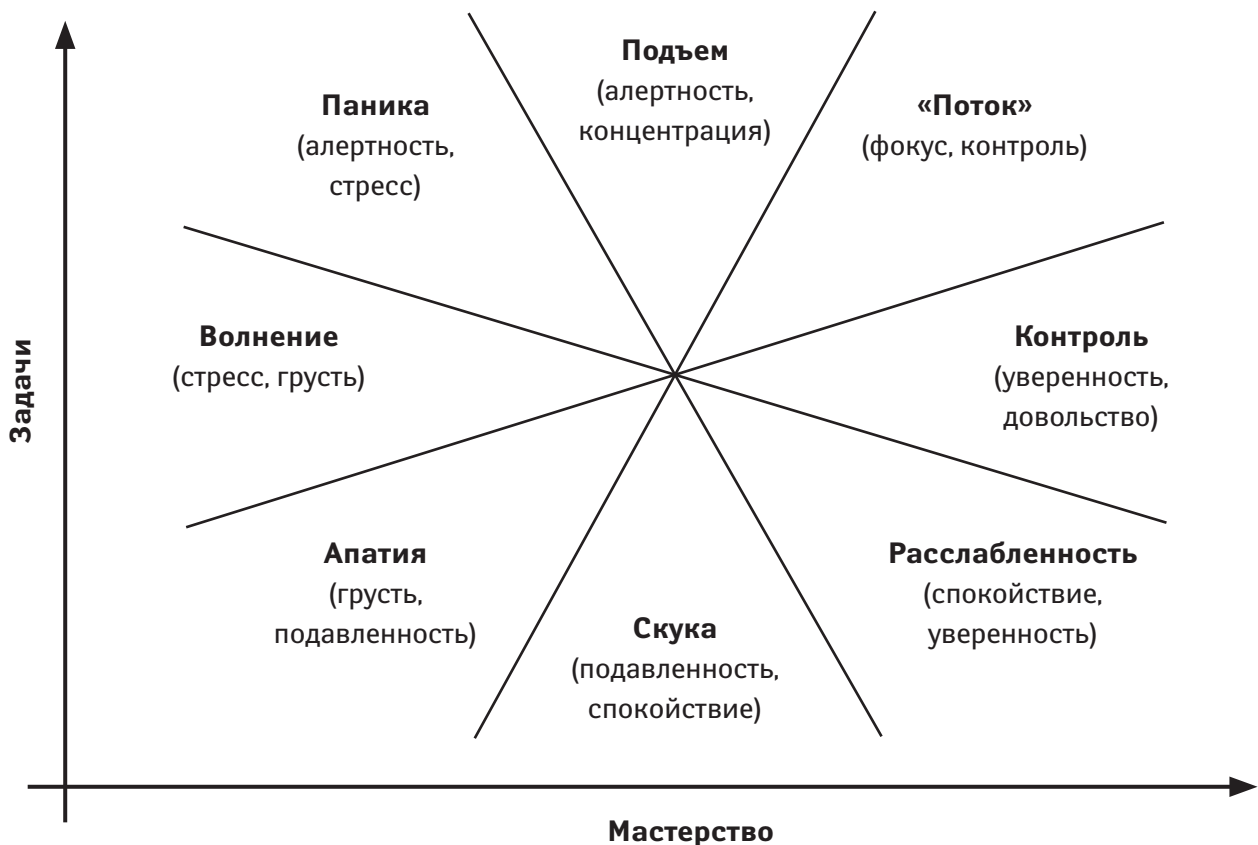 Подъем
(алертность,
концентрация)
Паника
(алертность,
стресс)
«Поток»
(фокус, контроль)
Волнение
(стресс, грусть)
Контроль
(уверенность,
довольство)
Задачи
Апатия
(грусть,
подавленность)
Расслабленность
(спокойствие,
уверенность)
Скука
(подавленность,
спокойствие)
Мастерство